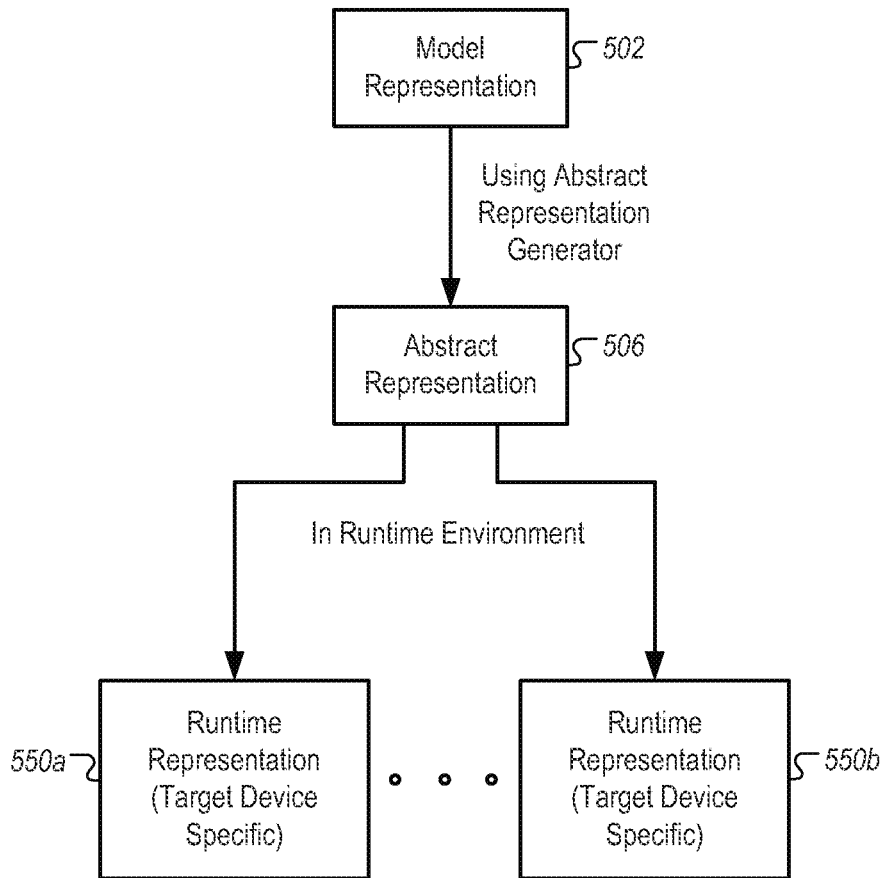 Model
Representation
502
Using Abstract
Representation
Generator
Abstract
Representation
506
In Runtime Environment
Runtime
Representation
(Target Device
Specific)
550a
Runtime
Representation
(Target Device
Specific)
550b